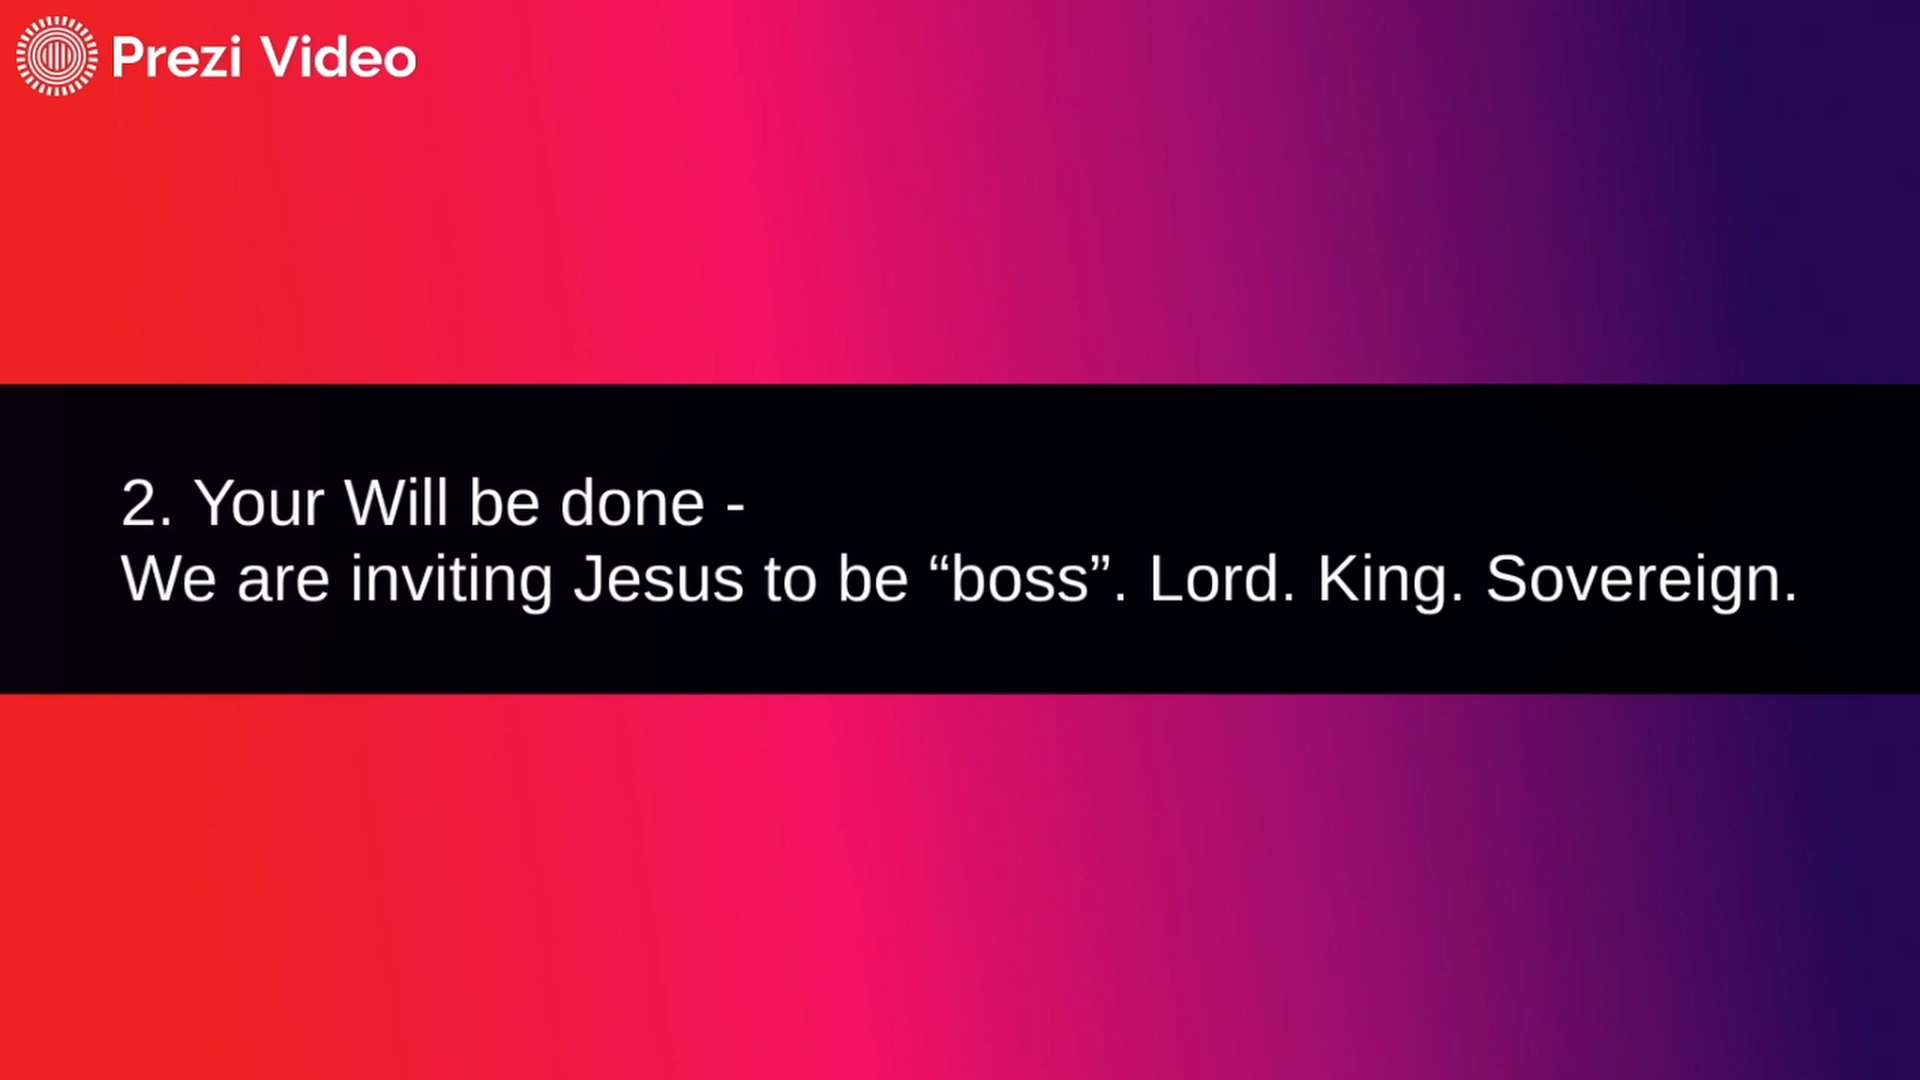 Prezi Video
2. Your Will be done -
We are inviting Jesus to be “boss”. Lord. King. Sovereign.